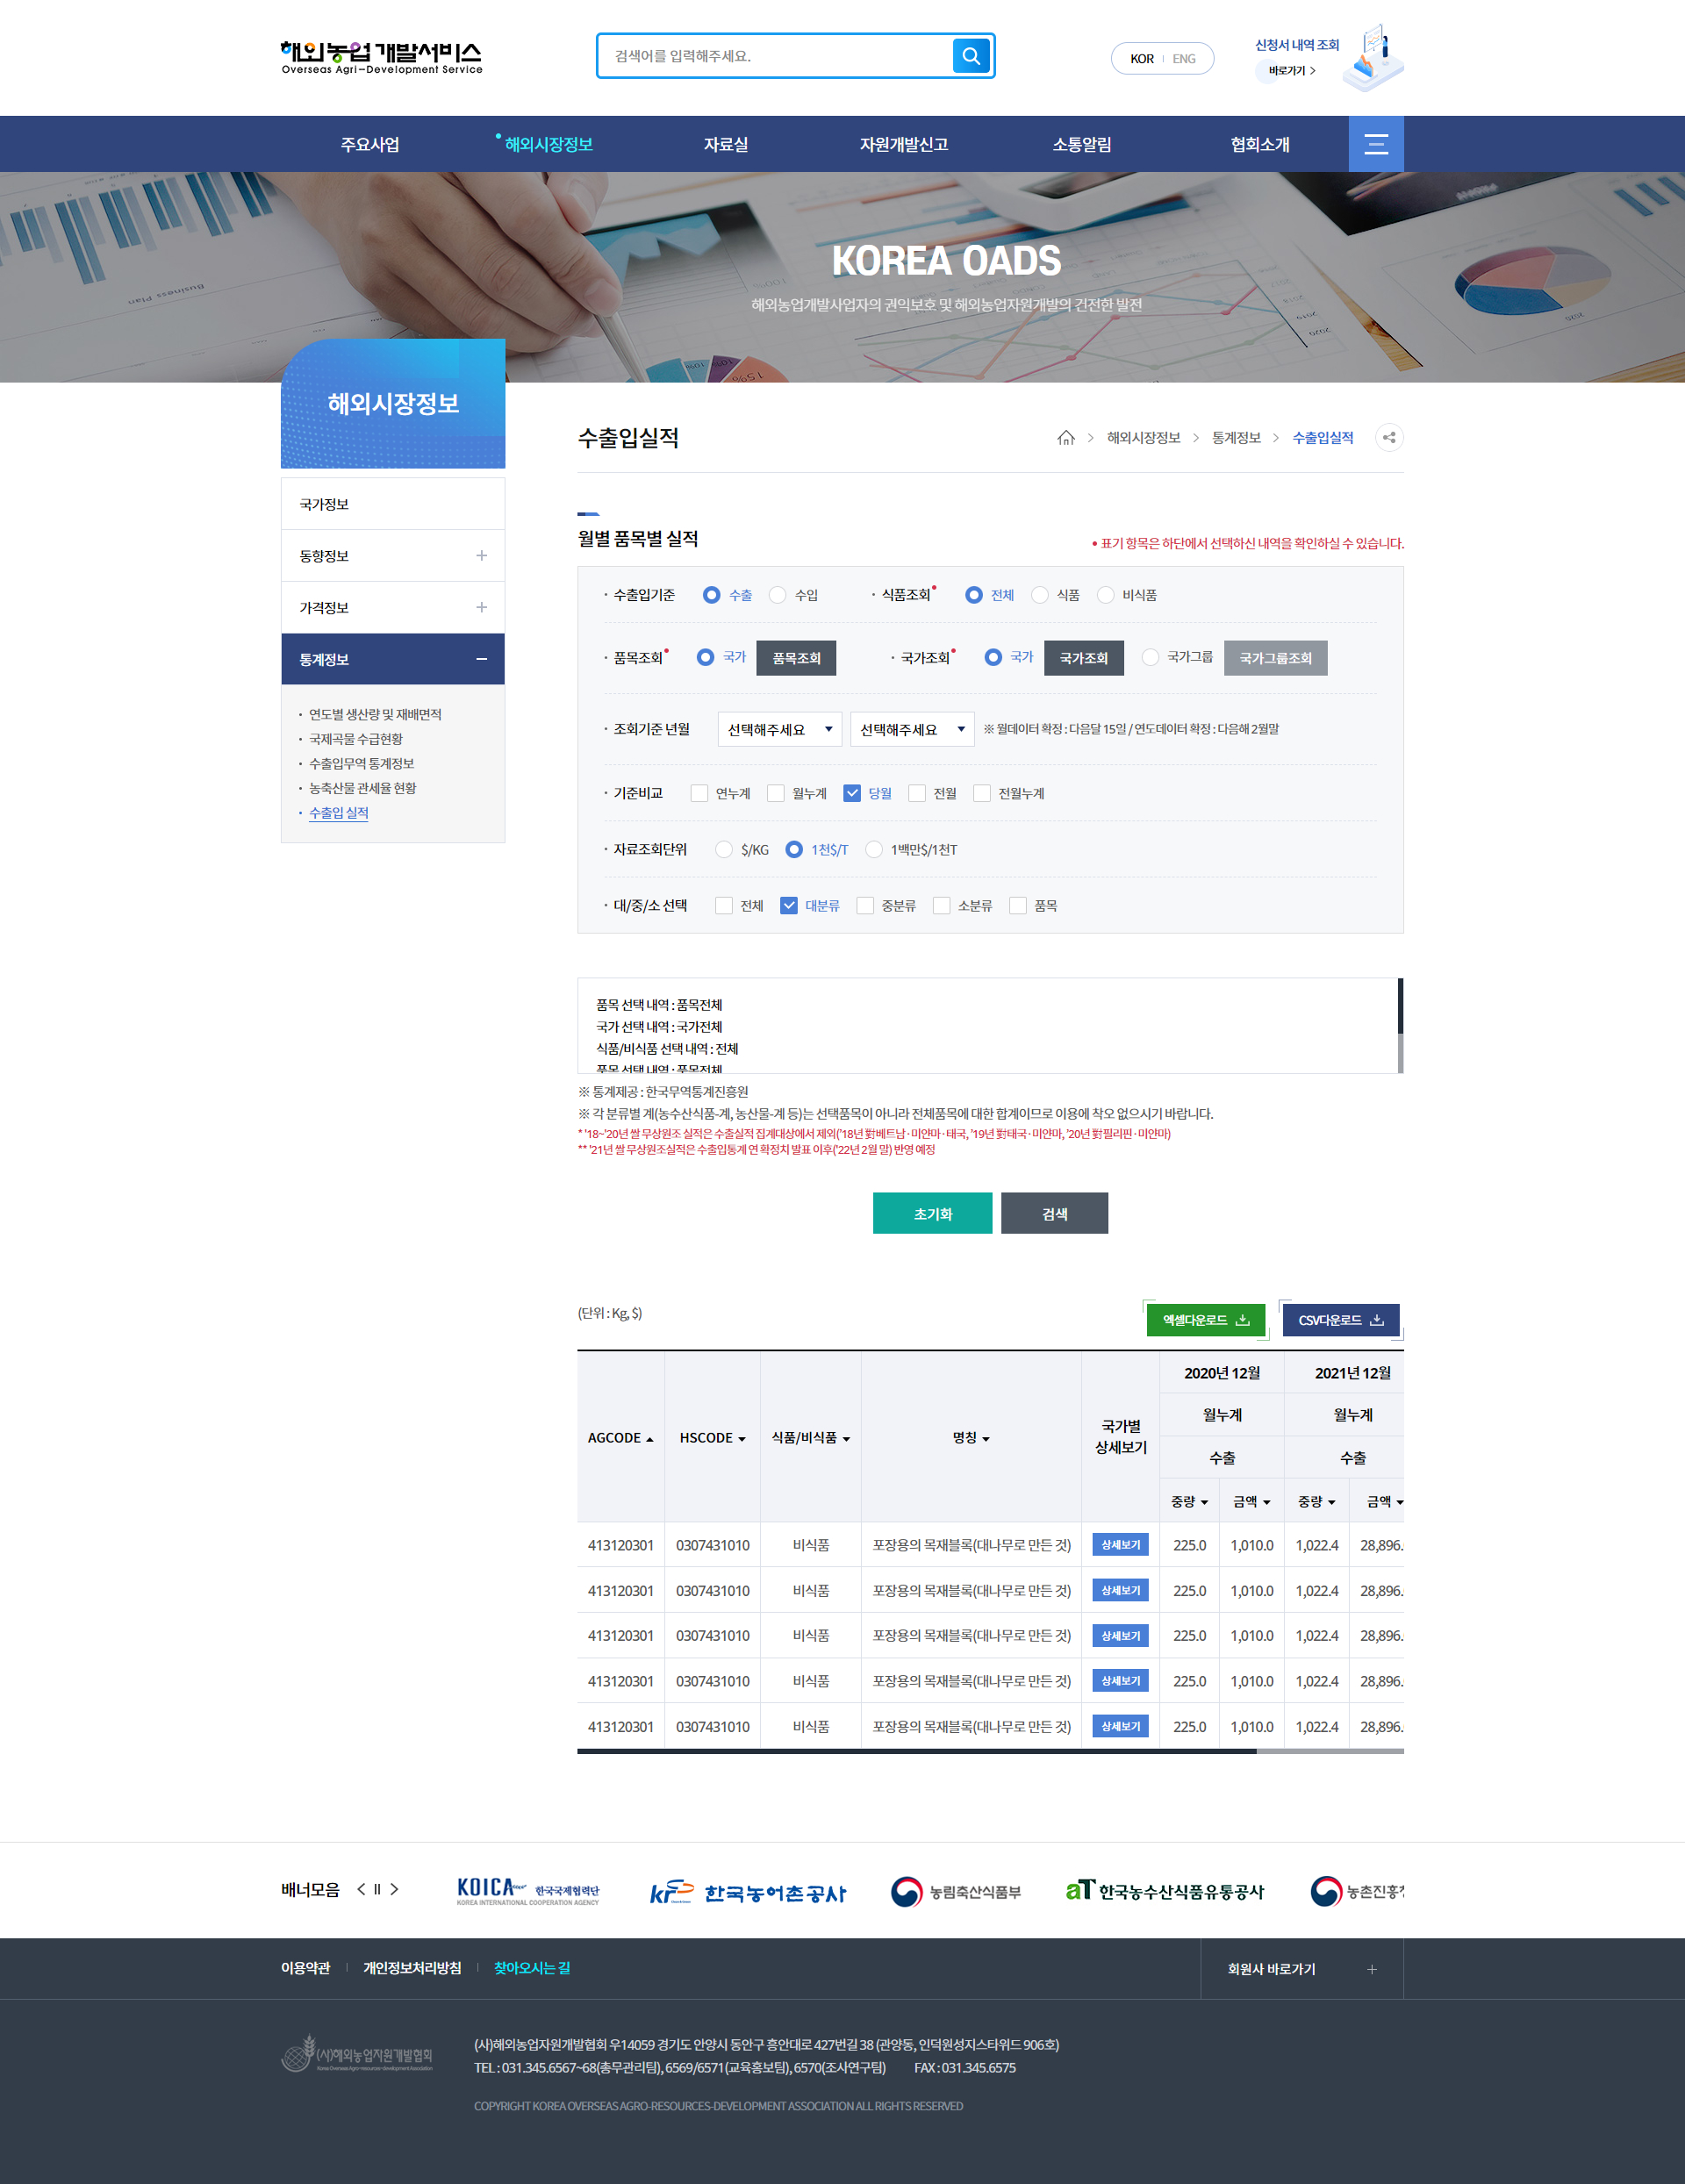 해외농업개발서비스
Overseas Agri-Development Service
검색어를 입력해주세요.
KOR ENG
신청서 내역 조회
바로가기
주요사업 해외시장정보 자료실 자원개발신고 소통알림 협회소개
KOREA OADS
해외농업개발사업자의 권익보호 및 해외농업자원개발의 건전한 발전
Business Plan
해외시장정보
국가정보
동향정보
가격정보
통계정보
연도별 생산량 및 재배면적
국제곡물 수급현황
수출입무역 통계정보
농축산물 관세율 현황
수출입 실적
수출입실적
해외시장정보 > 통계정보 > 수출입실적
월별 품목별 실적
• 표기 항목은 하단에서 선택하신 내역을 확인하실 수 있습니다.
수출입기준 수출 수입 식품조회 전체 식품 비식품
품목조회 국가 품목조회 국가조회 국가 국가조회 국가그룹 국가그룹조회
조회기준 년월 선택해주세요 선택해주세요 ※ 월데이터 확정 : 다음달 15일 / 연도데이터 확정 : 다음해 2월말
기준비교 연누계 월누계 당월 전월 전월누계
자료조회단위 $/KG 1천$/T 1백만$/1천T
대/중/소 선택 전체 대분류 중분류 소분류 품목
품목 선택 내역 : 품목전체
국가 선택 내역 : 국가전체
식품/비식품 선택 내역 : 전체
품목 선택 내역 : 품목전체
※ 통계제공 : 한국무역통계진흥원
※ 각 분류별 계(농수산식품-계, 농산물-계 등)는 선택품목이 아니라 전체품목에 대한 합계이므로 이용에 착오 없으시기 바랍니다.
* '18~'20년 쌀 무상원조 실적은 수출실적 집계대상에서 제외('18년 對베트남·미얀마·태국, '19년 對태국·미얀마, '20년 對필리핀·미얀마)
** '21년 쌀 무상원조실적은 수출입통계 연 확정치 발표 이후('22년 2월 말) 반영 예정
초기화 검색
(단위 : Kg, $)
엑셀다운로드 CSV다운로드
AGCODE HSCODE 식품/비식품 명칭 국가별 상세보기 2020년 12월 2021년 12월
월누계 월누계
수출 수출
중량 금액 중량 금액
413120301 0307431010 비식품 포장용의 목재블록(대나무로 만든 것) 상세보기 225.0 1,010.0 1,022.4 28,896.
413120301 0307431010 비식품 포장용의 목재블록(대나무로 만든 것) 상세보기 225.0 1,010.0 1,022.4 28,896.
413120301 0307431010 비식품 포장용의 목재블록(대나무로 만든 것) 상세보기 225.0 1,010.0 1,022.4 28,896.
413120301 0307431010 비식품 포장용의 목재블록(대나무로 만든 것) 상세보기 225.0 1,010.0 1,022.4 28,896.
413120301 0307431010 비식품 포장용의 목재블록(대나무로 만든 것) 상세보기 225.0 1,010.0 1,022.4 28,896.
배너모음
KOICA 한국국제협력단
KOREA INTERNATIONAL COOPERATION AGENCY
한국농어촌공사
농림축산식품부
aT 한국농수산식품유통공사
농촌진흥청
이용약관 개인정보처리방침 찾아오시는 길
회원사 바로가기
(사)해외농업자원개발협회
(사)해외농업자원개발협회 우14059 경기도 안양시 동안구 흥안대로 427번길 38 (관양동, 인덕원성지스타위드 906호)
TEL : 031.345.6567~68(총무관리팀), 6569/6571(교육홍보팀), 6570(조사연구팀) FAX : 031.345.6575
COPYRIGHT KOREA OVERSEAS AGRO-RESOURCES-DEVELOPMENT ASSOCIATION ALL RIGHTS RESERVED